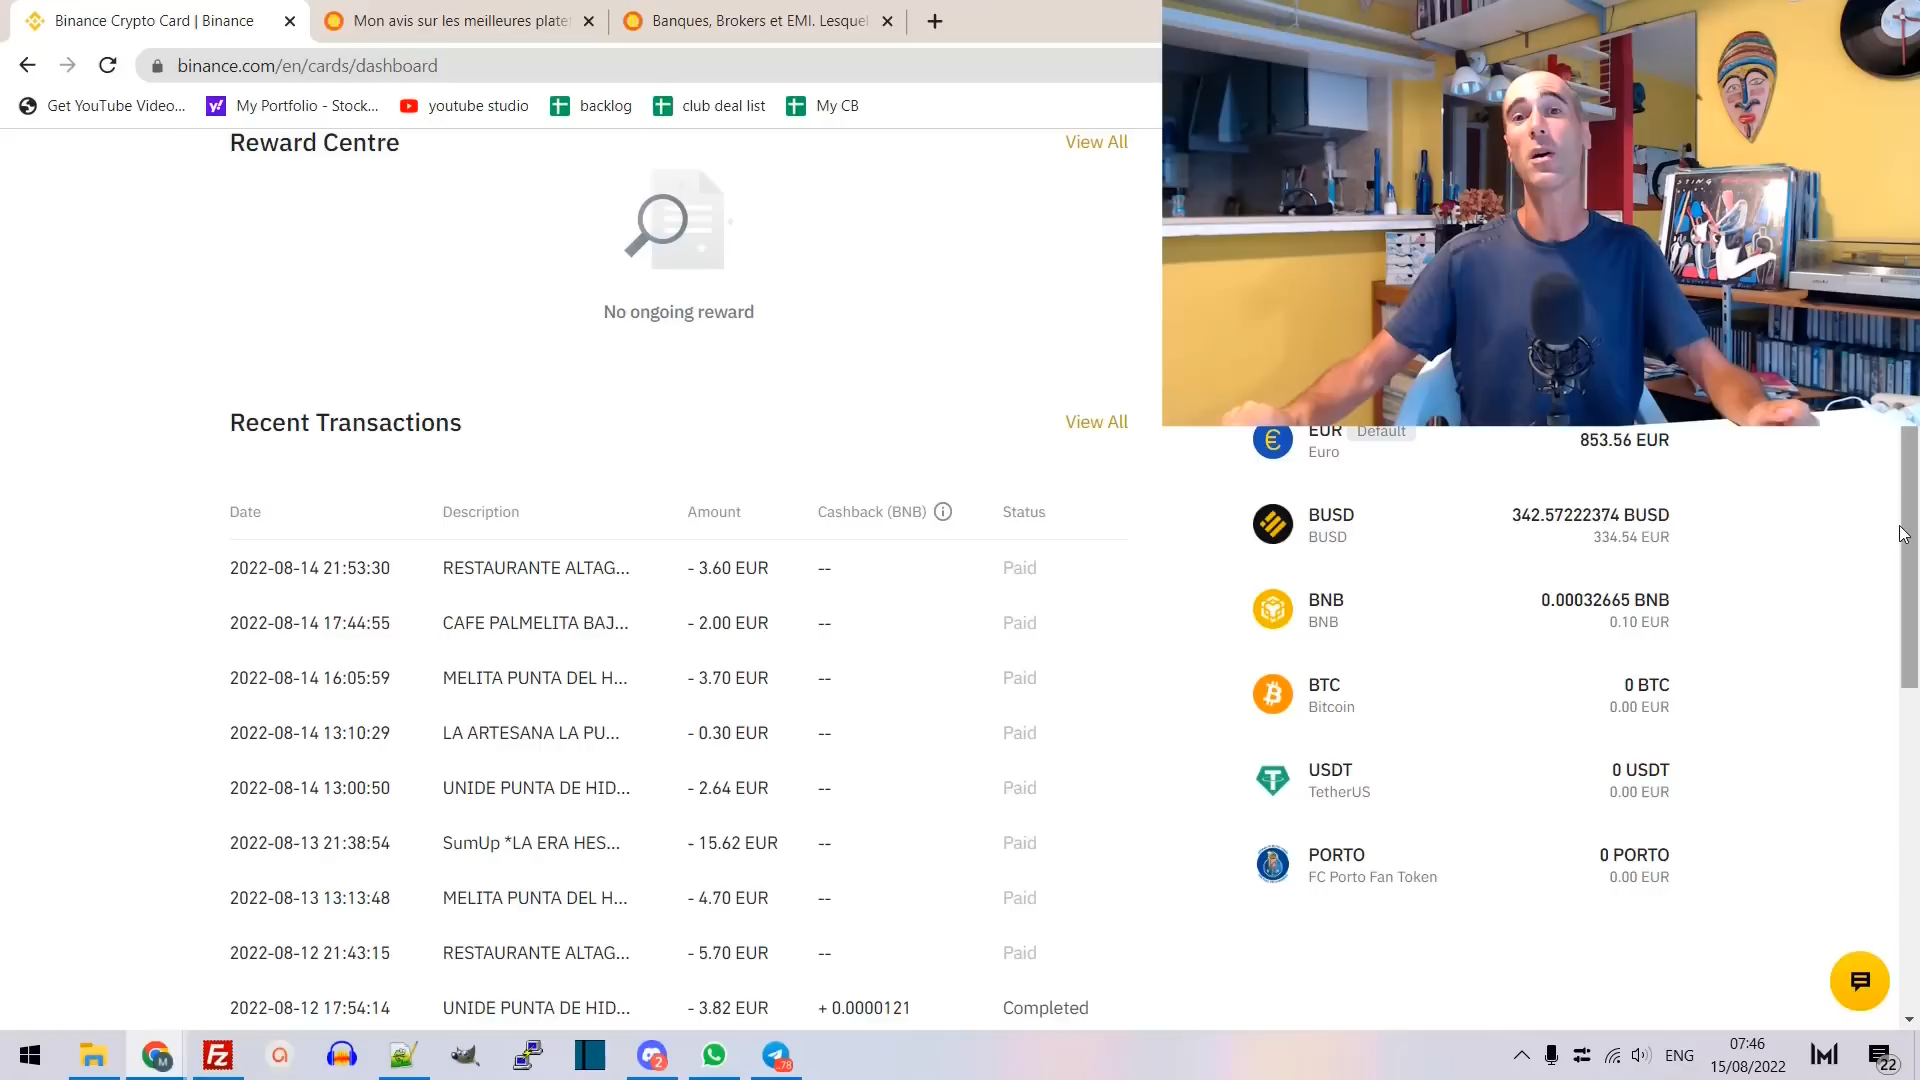 Binance Crypto Card | Binance
Mon avis sur les meilleures plate
Banques, Brokers et EMI. Lesquel
binance.com/en/cards/dashboard
Get YouTube Video...
My Portfolio - Stock...
youtube studio
backlog
club deal list
My CB
Reward Centre
View All
No ongoing reward
STING
Recent Transactions
View All
EUR Default
Euro
853.56 EUR
Date Description Amount Cashback (BNB) Status
2022-08-14 21:53:30 RESTAURANTE ALTAG... - 3.60 EUR -- Paid
2022-08-14 17:44:55 CAFE PALMELITA BAJ... - 2.00 EUR -- Paid
2022-08-14 16:05:59 MELITA PUNTA DEL H... - 3.70 EUR -- Paid
2022-08-14 13:10:29 LA ARTESANA LA PU... - 0.30 EUR -- Paid
2022-08-14 13:00:50 UNIDE PUNTA DE HID... - 2.64 EUR -- Paid
2022-08-13 21:38:54 SumUp *LA ERA HES... - 15.62 EUR -- Paid
2022-08-13 13:13:48 MELITA PUNTA DEL H... - 4.70 EUR -- Paid
2022-08-12 21:43:15 RESTAURANTE ALTAG... - 5.70 EUR -- Paid
2022-08-12 17:54:14 UNIDE PUNTA DE HID... - 3.82 EUR + 0.0000121 Completed
BUSD 342.57222374 BUSD
BUSD 334.54 EUR
BNB 0.00032665 BNB
BNB 0.10 EUR
BTC 0 BTC
Bitcoin 0.00 EUR
USDT 0 USDT
TetherUS 0.00 EUR
PORTO 0 PORTO
FC Porto Fan Token 0.00 EUR
M
Fz
2
78
ENG
07:46
15/08/2022
22